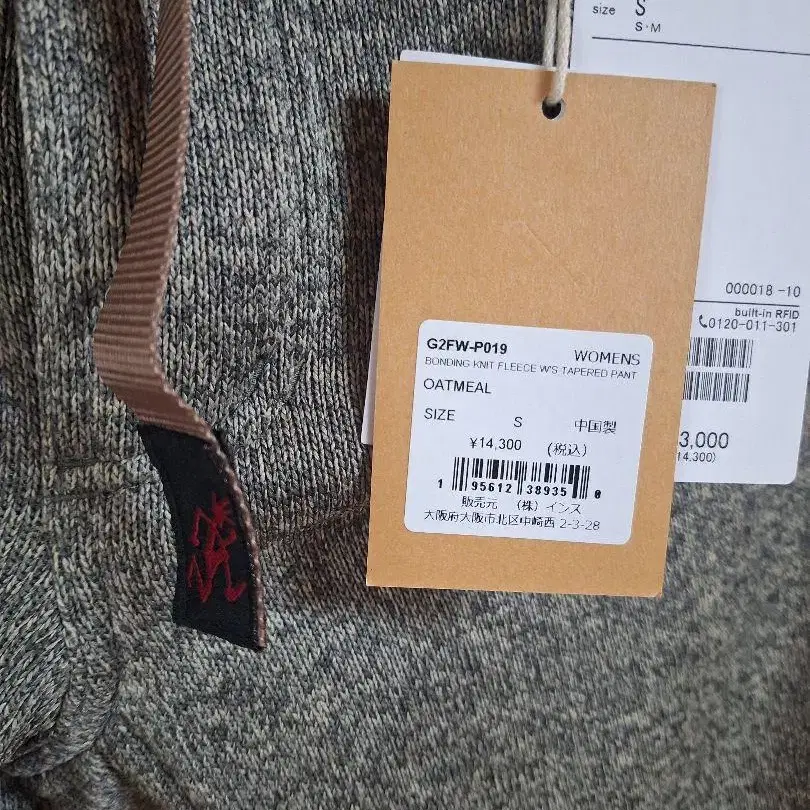 size S
S・M
000018 -10
built-in RFID
0120-011-301
3,000
14,300)
G2FW-P019 WOMENS
BONDING KNIT FLEECE W'S TAPERED PANT
OATMEAL
SIZE S 中国製
¥14,300 (税込)
1 95612 38935 8
販売元 (株)インス
大阪府大阪市北区中崎西 2-3-28